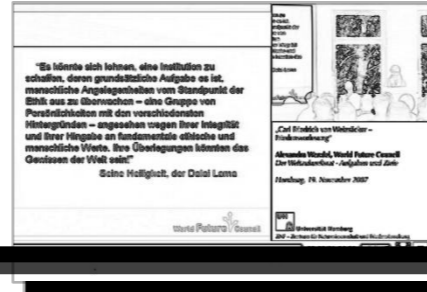 "Es könnte sich lohnen, eine Institution zu
schaffen, deren grundsätzliche Aufgabe es ist,
menschliche Angelegenheiten vom Standpunkt der
Ethik aus zu überwachen – eine Gruppe von
Persönlichkeiten mit den verschiedensten
Hintergründen – angesehen wegen ihrer Integrität
und ihrer Hingabe an fundamentale ethische und
menschliche Werte. Ihre Überlegungen könnten das
Gewissen der Welt sein!"
Seine Heiligkeit, der Dalai Lama
World Future Council
„Carl Friedrich von Weizsäcker –
Friedensvorlesung"
Alexandra Wandel, World Future Council
Der Weltzukunftsrat - Aufgaben und Ziele
Hamburg, 19. November 2007
Universität Hamburg